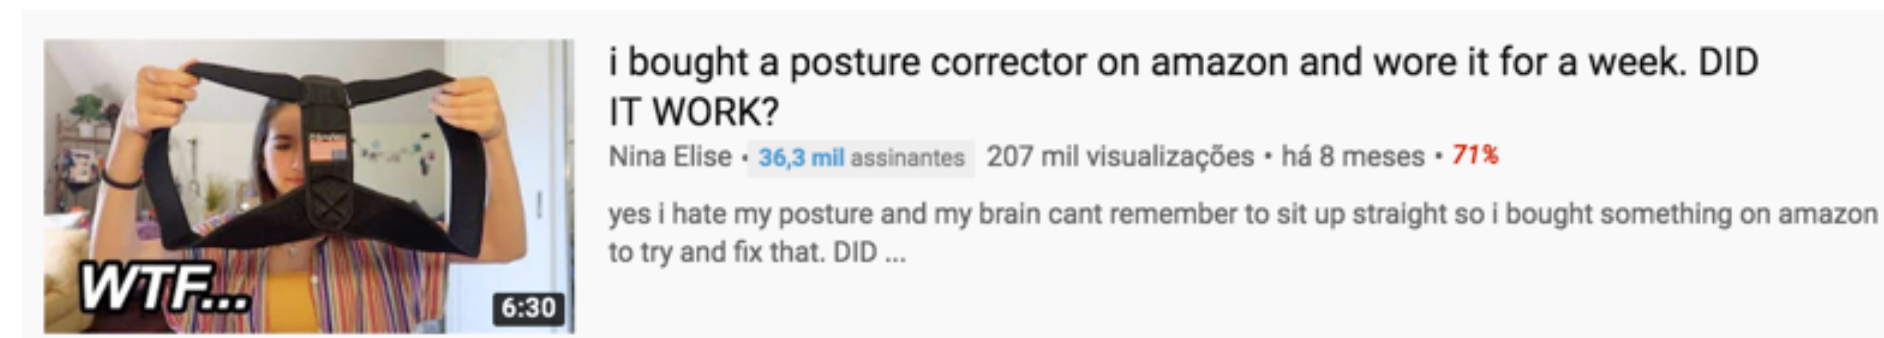 i bought a posture corrector on amazon and wore it for a week. DID
IT WORK?
Nina Elise • 36,3 mil assinantes 207 mil visualizações • há 8 meses • 71%
yes i hate my posture and my brain cant remember to sit up straight so i bought something on amazon
to try and fix that. DID ...
WTF...
6:30